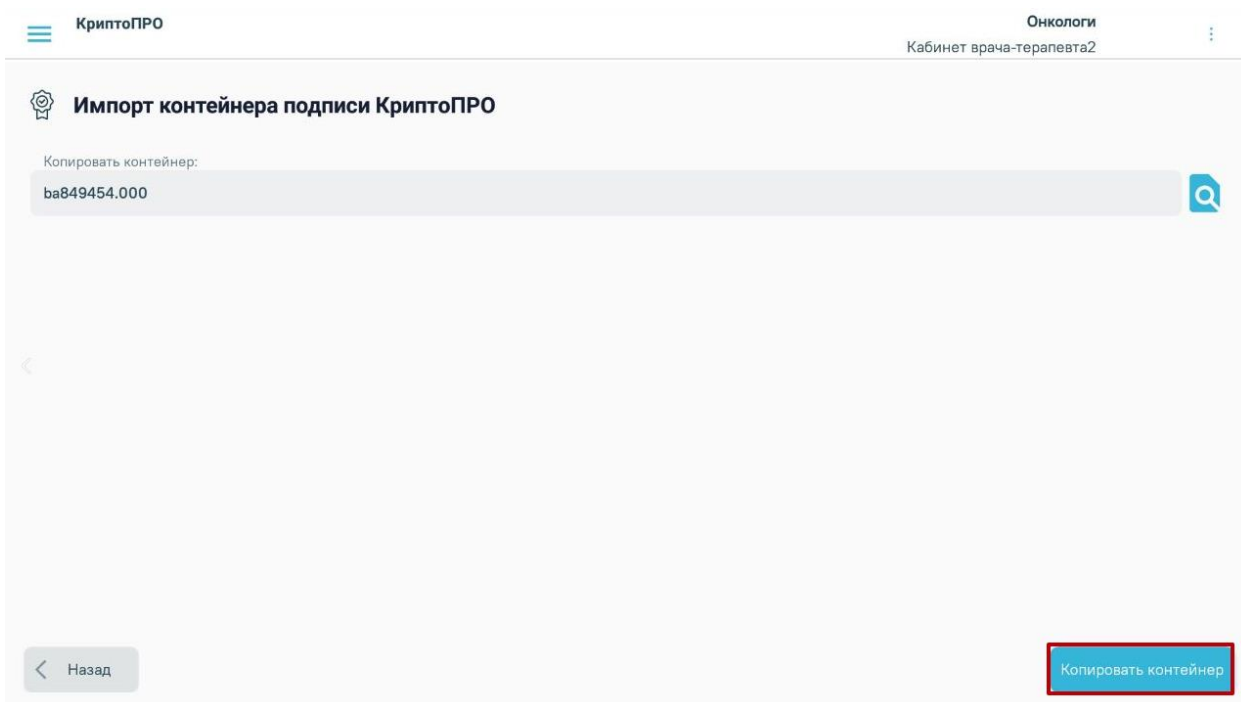 КриптоПРО
Онкологи
Кабинет врача-терапевта2
Импорт контейнера подписи КриптоПРО
Копировать контейнер:
ba849454.000
Назад
Копировать контейнер